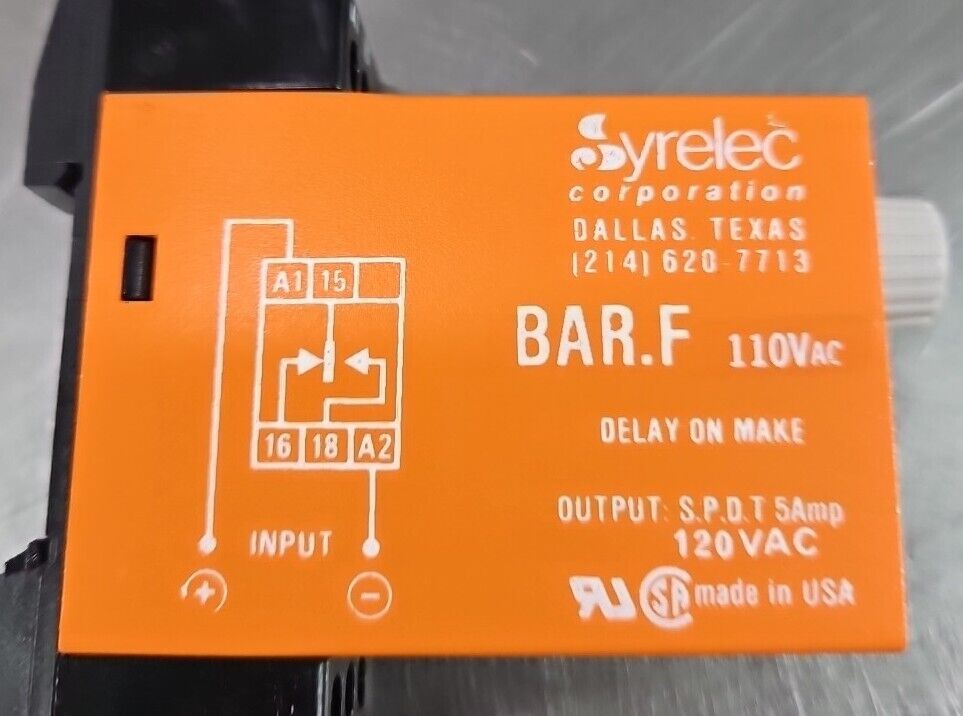 Syrelec
corporation
DALLAS, TEXAS
(214) 620-7713
BAR.F 110VAC
DELAY ON MAKE
OUTPUT: S.P.D.T 5Amp
120VAC
made in USA
A1 15
16 18 A2
INPUT
+ -